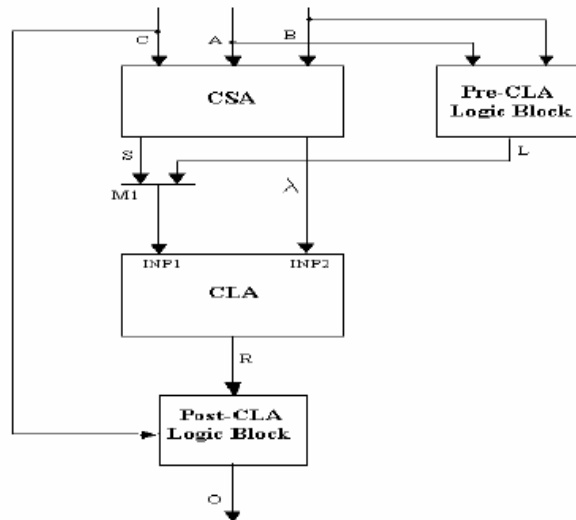 C
A
B
CSA
Pre-CLA
Logic Block
S
L
M1
λ
INP1
INP2
CLA
R
Post-CLA
Logic Block
O